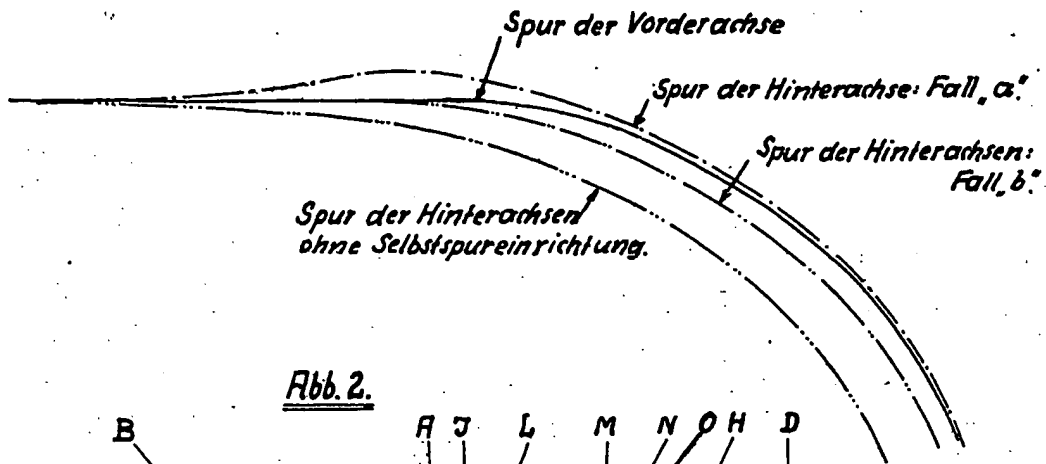 Spur der Vorderachse
Spur der Hinterachse: Fall „a“.
Spur der Hinterachsen:
Fall „b“.
Spur der Hinterachsen
ohne Selbstspureinrichtung.
Abb. 2.
B A J L M N O H D